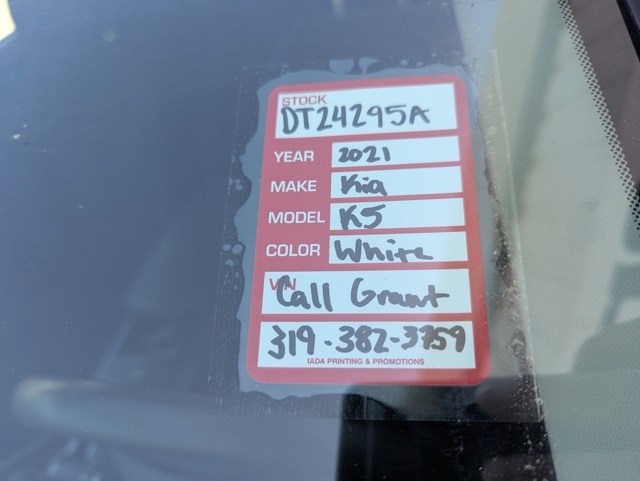 STOCK
DT24295A
YEAR 2021
MAKE Kia
MODEL K5
COLOR White
VIN
Call Grant
319-382-3759
IADA PRINTING & PROMOTIONS